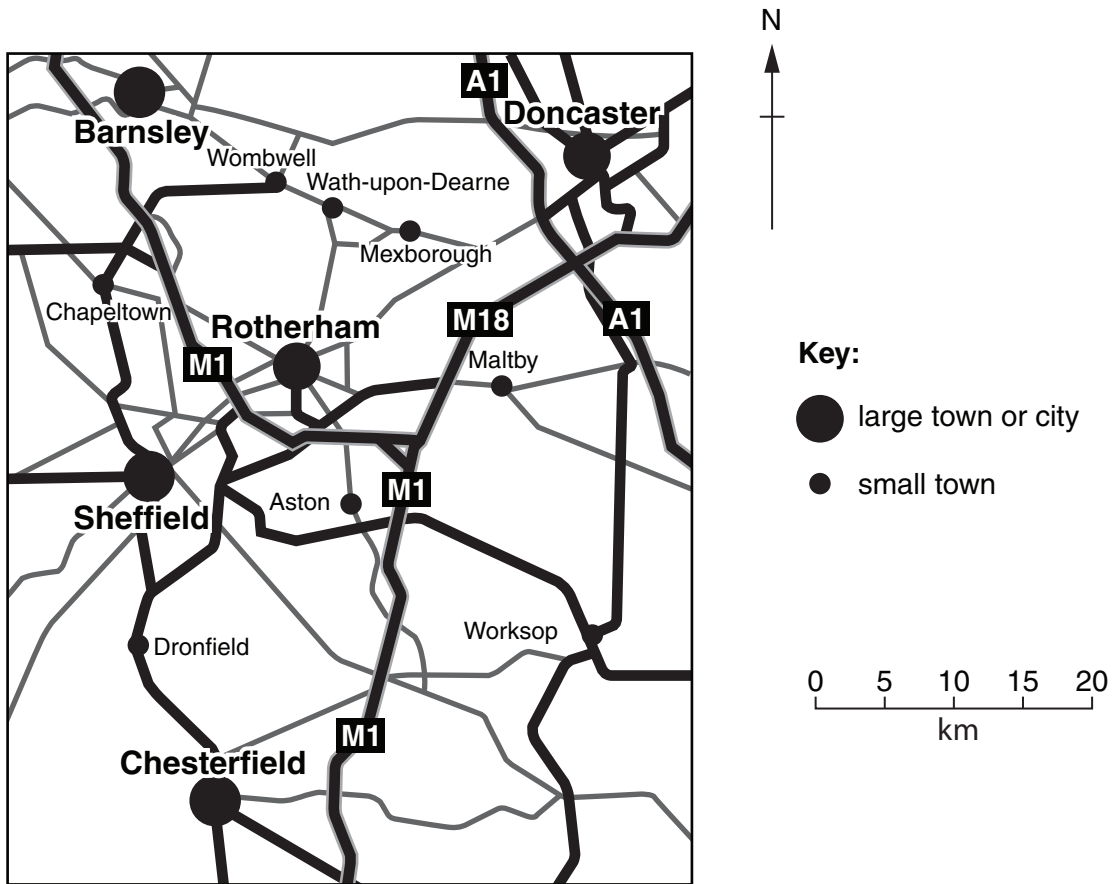 N
A1
Doncaster
Barnsley
Wombwell
Wath-upon-Dearne
Mexborough
Chapeltown
Rotherham
M18
A1
Maltby
M1
Key:
large town or city
small town
Sheffield
Aston
M1
Dronfield
Worksop
M1
Chesterfield
0 5 10 15 20
km